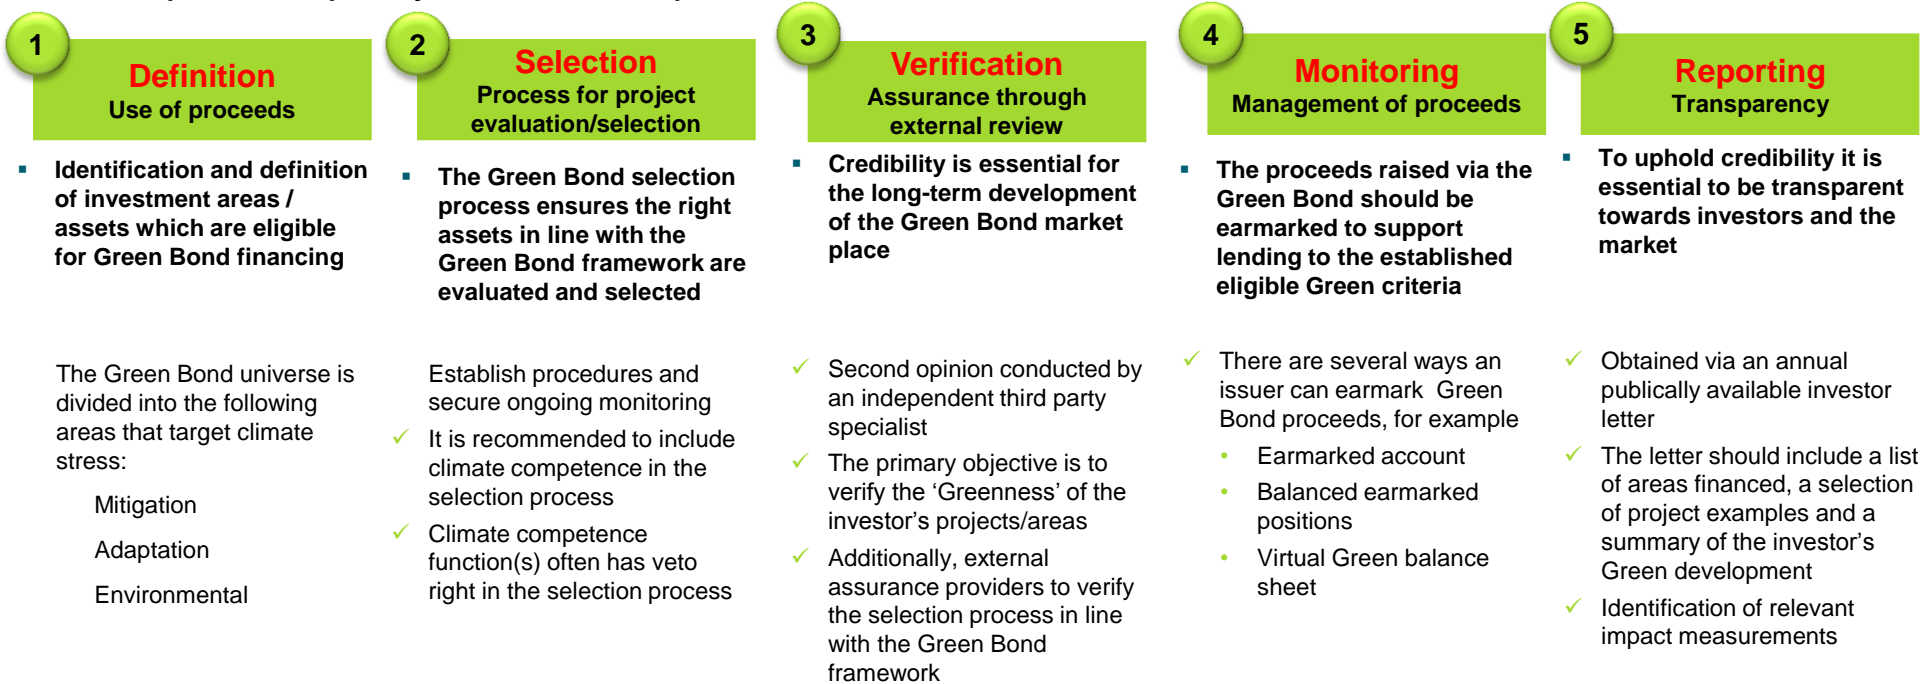 1
Definition
Use of proceeds
Identification and definition
of investment areas /
assets which are eligible
for Green Bond financing
The Green Bond universe is
divided into the following
areas that target climate
stress:
Mitigation
Adaptation
Environmental
2
Selection
Process for project
evaluation/selection
The Green Bond selection
process ensures the right
assets in line with the
Green Bond framework are
evaluated and selected
Establish procedures and
secure ongoing monitoring
It is recommended to include
climate competence in the
selection process
Climate competence
function(s) often has veto
right in the selection process
3
Verification
Assurance through
external review
Credibility is essential for
the long-term development
of the Green Bond market
place
Second opinion conducted by
an independent third party
specialist
The primary objective is to
verify the ‘Greenness’ of the
investor’s projects/areas
Additionally, external
assurance providers to verify
the selection process in line
with the Green Bond
framework
4
Monitoring
Management of proceeds
The proceeds raised via the
Green Bond should be
earmarked to support
lending to the established
eligible Green criteria
There are several ways an
issuer can earmark Green
Bond proceeds, for example
Earmarked account
Balanced earmarked
positions
Virtual Green balance
sheet
5
Reporting
Transparency
To uphold credibility it is
essential to be transparent
towards investors and the
market
Obtained via an annual
publically available investor
letter
The letter should include a list
of areas financed, a selection
of project examples and a
summary of the investor’s
Green development
Identification of relevant
impact measurements